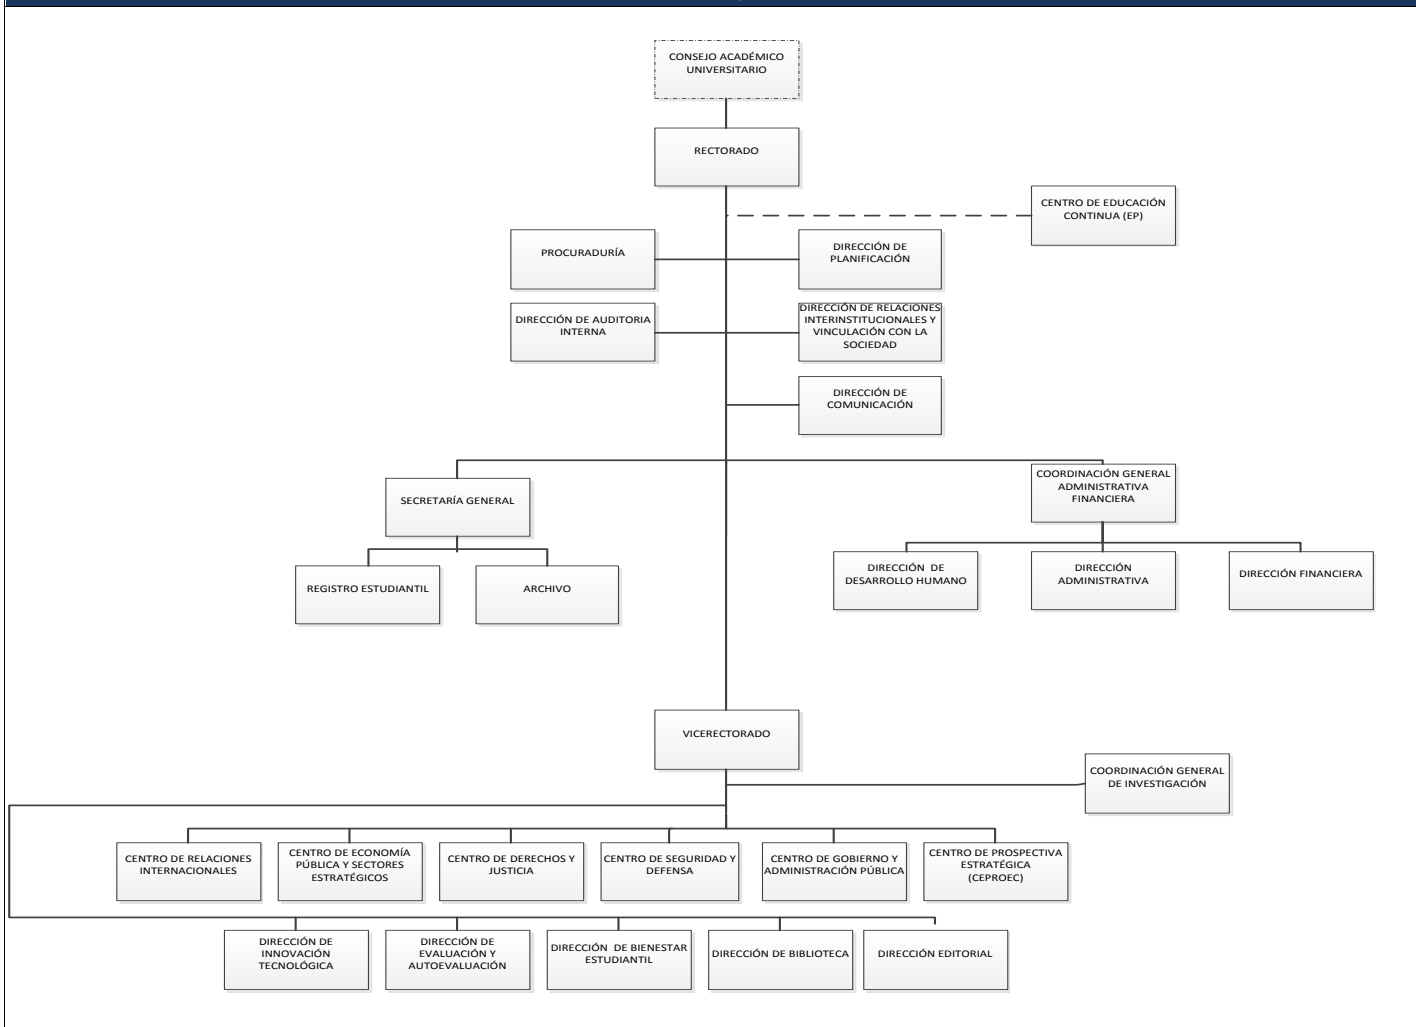 CONSEJO ACADÉMICO
UNIVERSITARIO
RECTORADO
CENTRO DE EDUCACIÓN
CONTINUA (EP)
PROCURADURÍA
DIRECCIÓN DE
PLANIFICACIÓN
DIRECCIÓN DE AUDITORIA
INTERNA
DIRECCIÓN DE RELACIONES
INTERINSTITUCIONALES Y
VINCULACIÓN CON LA
SOCIEDAD
DIRECCIÓN DE
COMUNICACIÓN
SECRETARÍA GENERAL
COORDINACIÓN GENERAL
ADMINISTRATIVA
FINANCIERA
REGISTRO ESTUDIANTIL
ARCHIVO
DIRECCIÓN  DE
DESARROLLO HUMANO
DIRECCIÓN
ADMINISTRATIVA
DIRECCIÓN FINANCIERA
VICERECTORADO
COORDINACIÓN GENERAL
DE INVESTIGACIÓN
CENTRO DE RELACIONES
INTERNACIONALES
CENTRO DE ECONOMÍA
PÚBLICA Y SECTORES
ESTRATÉGICOS
CENTRO DE DERECHOS Y
JUSTICIA
CENTRO DE SEGURIDAD Y
DEFENSA
CENTRO DE GOBIERNO Y
ADMINISTRACIÓN PÚBLICA
CENTRO DE PROSPECTIVA
ESTRATÉGICA
(CEPROEC)
DIRECCIÓN DE
INNOVACIÓN
TECNOLÓGICA
DIRECCIÓN DE
EVALUACIÓN Y
AUTOEVALUACIÓN
DIRECCIÓN  DE BIENESTAR
ESTUDIANTIL
DIRECCIÓN DE BIBLIOTECA
DIRECCIÓN EDITORIAL